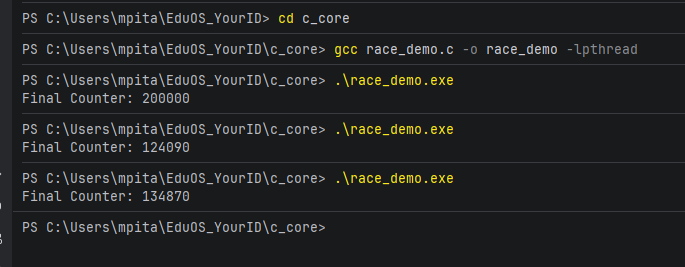 PS C:\Users\mpita\EduOS_YourID> cd c_core
PS C:\Users\mpita\EduOS_YourID\c_core> gcc race_demo.c -o race_demo -lpthread
PS C:\Users\mpita\EduOS_YourID\c_core> .\race_demo.exe
Final Counter: 200000
PS C:\Users\mpita\EduOS_YourID\c_core> .\race_demo.exe
Final Counter: 124090
PS C:\Users\mpita\EduOS_YourID\c_core> .\race_demo.exe
Final Counter: 134870
PS C:\Users\mpita\EduOS_YourID\c_core>